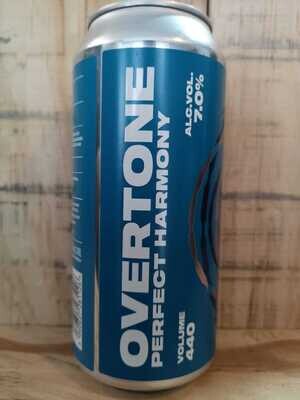 OVERTONE
PERFECT HARMONY
VOLUME
440
ALC.VOL.
7.0%